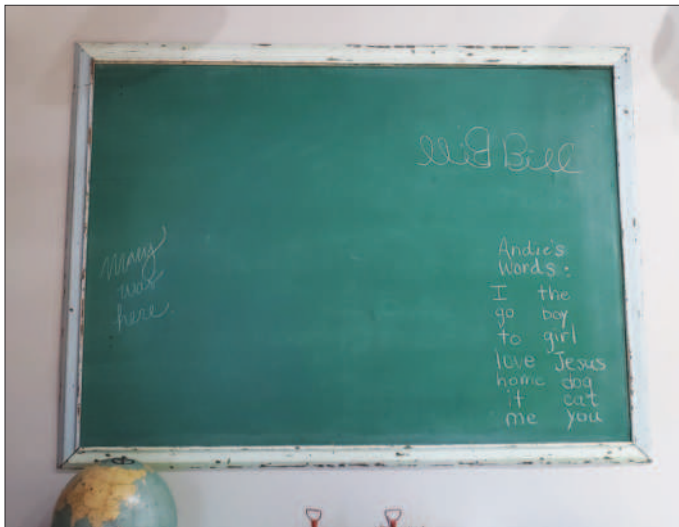 Bill
Mary
was
here
Andie's
words:
I the
go boy
to girl
love Jesus
home dog
it cat
me you